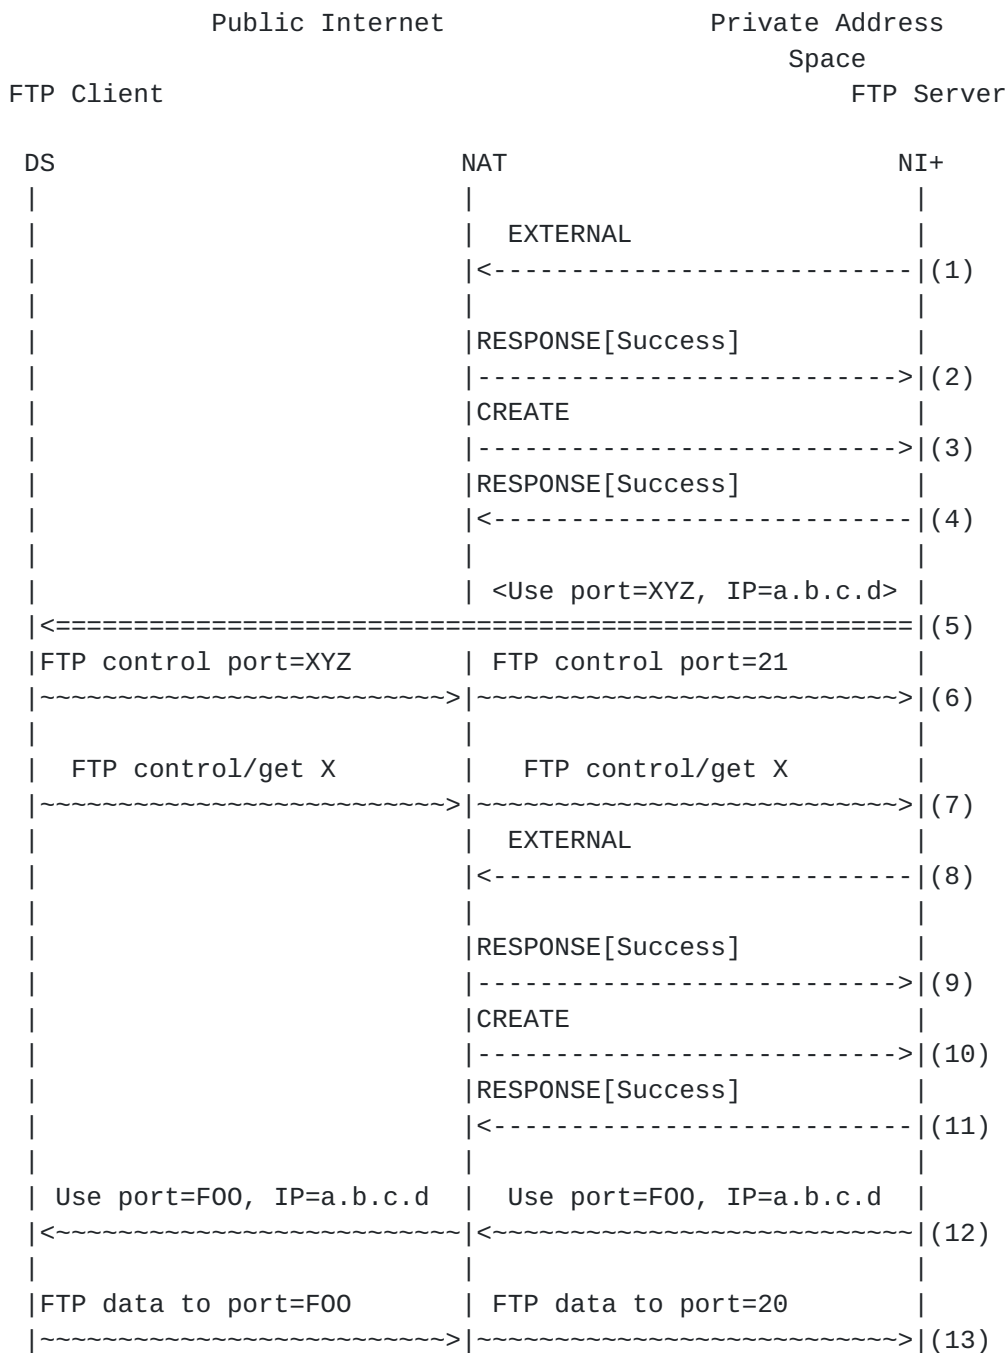 Public Internet                 Private Address
                                                  Space
FTP Client                                            FTP Server

 DS                          NAT                         NI+
 |                           |                            |
 |                           |  EXTERNAL                  |
 |                           |<---------------------------|(1)
 |                           |                            |
 |                           |RESPONSE[Success]           |
 |                           |--------------------------->|(2)
 |                           |CREATE                      |
 |                           |--------------------------->|(3)
 |                           |RESPONSE[Success]           |
 |                           |<---------------------------|(4)
 |                           |                            |
 |                           | <Use port=XYZ, IP=a.b.c.d> |
 |<=======================================================|(5)
 |FTP control port=XYZ       | FTP control port=21        |
 |~~~~~~~~~~~~~~~~~~~~~~~~~~>|~~~~~~~~~~~~~~~~~~~~~~~~~~~>|(6)
 |                           |                            |
 |  FTP control/get X        |   FTP control/get X        |
 |~~~~~~~~~~~~~~~~~~~~~~~~~~>|~~~~~~~~~~~~~~~~~~~~~~~~~~~>|(7)
 |                           |  EXTERNAL                  |
 |                           |<---------------------------|(8)
 |                           |                            |
 |                           |RESPONSE[Success]           |
 |                           |--------------------------->|(9)
 |                           |CREATE                      |
 |                           |--------------------------->|(10)
 |                           |RESPONSE[Success]           |
 |                           |<---------------------------|(11)
 |                           |                            |
 | Use port=FOO, IP=a.b.c.d  |  Use port=FOO, IP=a.b.c.d  |
 |<~~~~~~~~~~~~~~~~~~~~~~~~~~|<~~~~~~~~~~~~~~~~~~~~~~~~~~~|(12)
 |                           |                            |
 |FTP data to port=FOO       | FTP data to port=20        |
 |~~~~~~~~~~~~~~~~~~~~~~~~~~>|~~~~~~~~~~~~~~~~~~~~~~~~~~~>|(13)